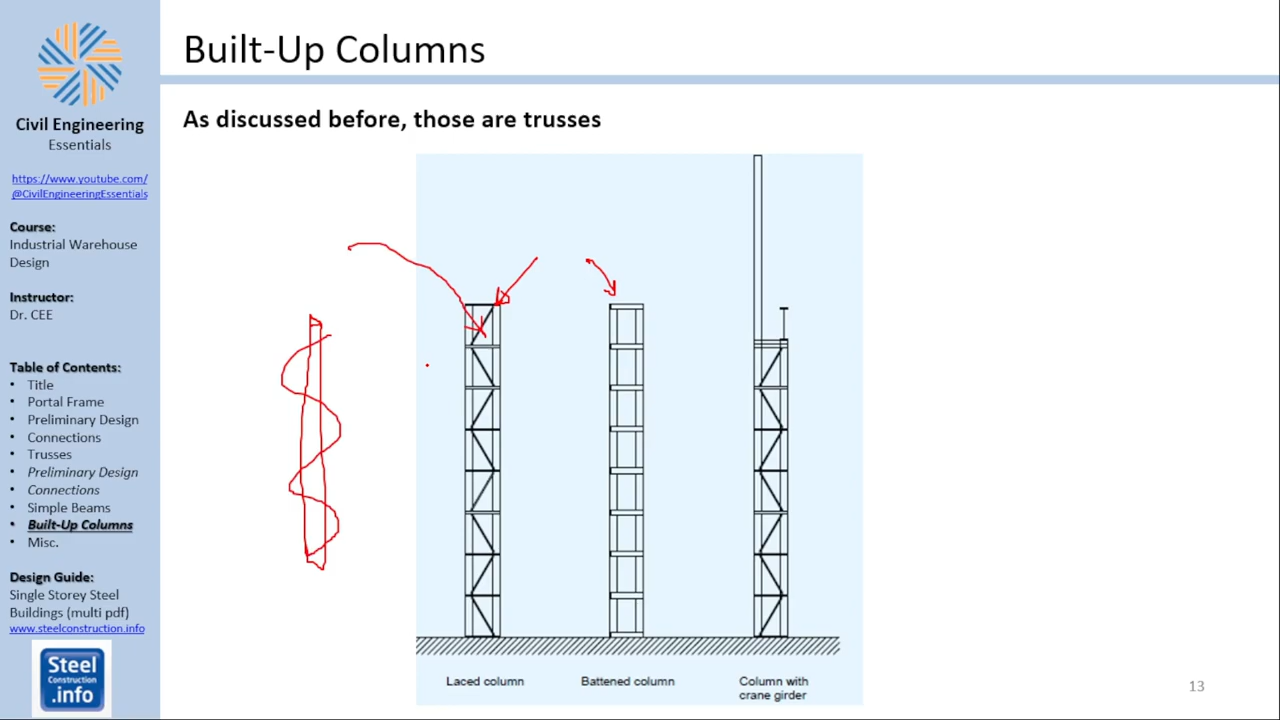 Built-Up Columns
As discussed before, those are trusses
Civil Engineering
Essentials
https://www.youtube.com/
@CivilEngineeringEssentials
Course:
Industrial Warehouse
Design
Instructor:
Dr. CEE
Table of Contents:
• Title
• Portal Frame
• Preliminary Design
• Connections
• Trusses
• Preliminary Design
• Connections
• Simple Beams
• Built-Up Columns
• Misc.
Design Guide:
Single Storey Steel
Buildings (multi pdf)
www.steelconstruction.info
Steel
Construction
.info
Laced column
Battened column
Column with
crane girder
13